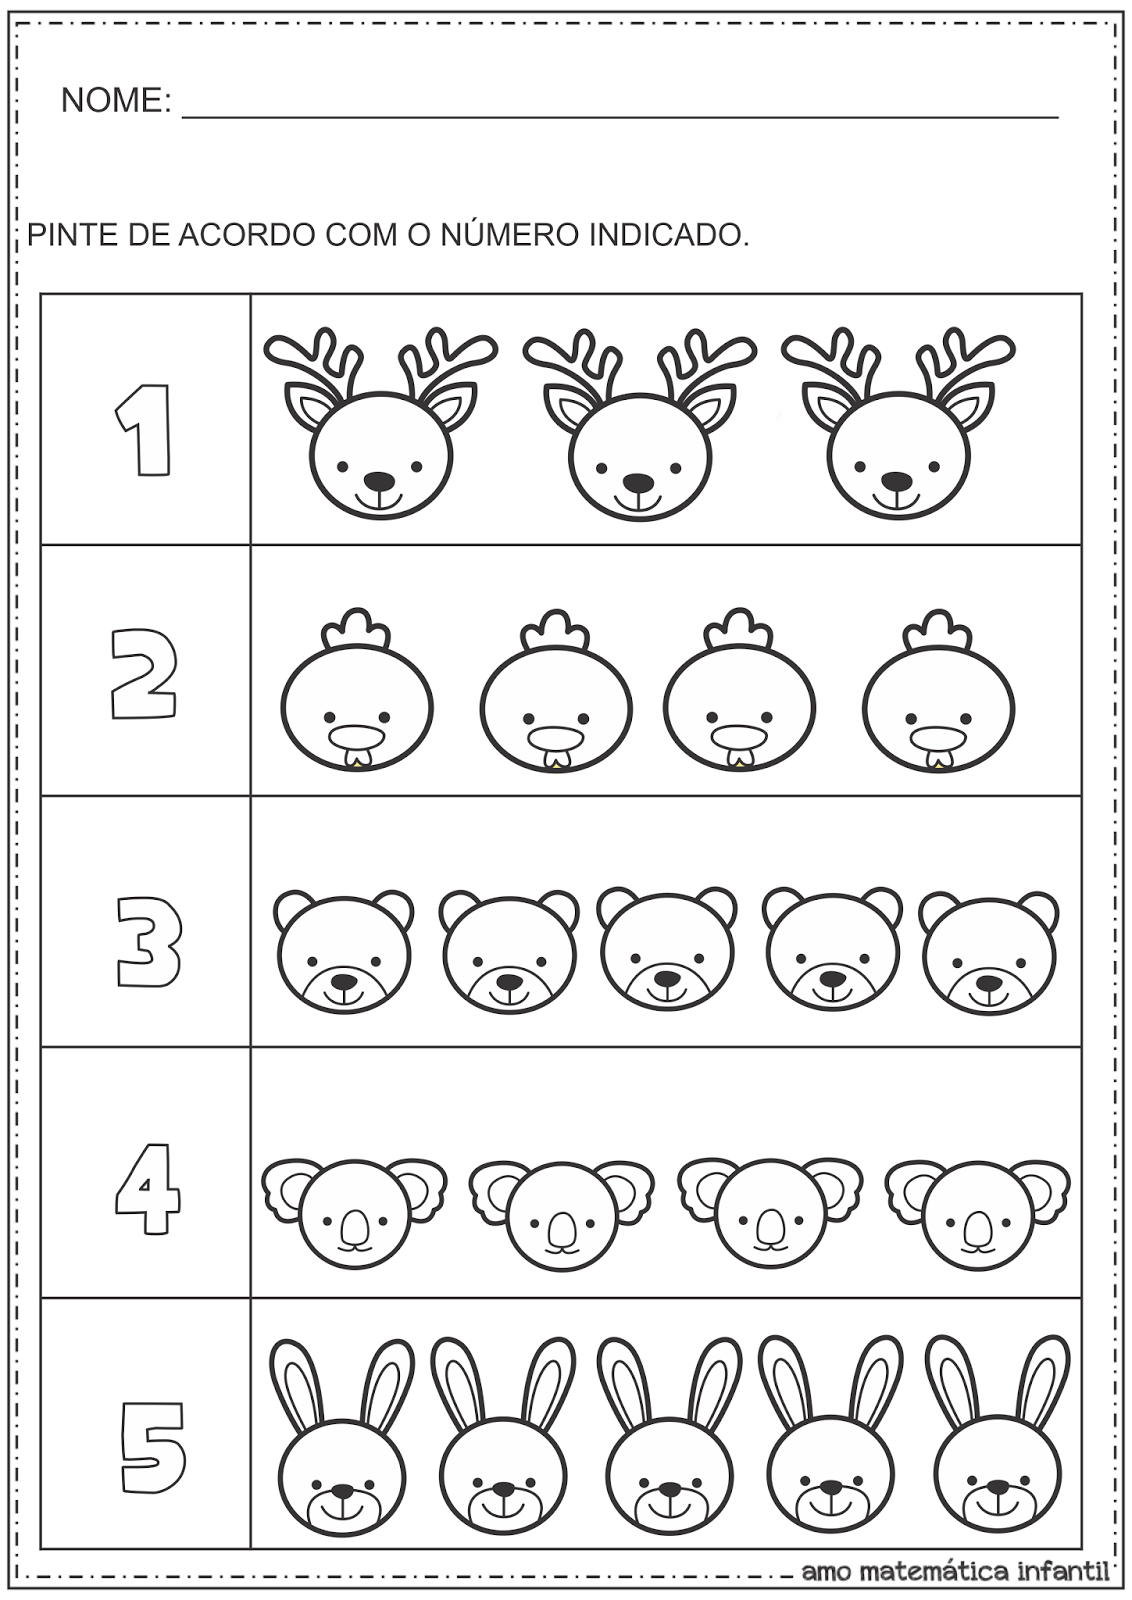 NOME:
PINTE DE ACORDO COM O NÚMERO INDICADO.
1
2
3
4
5
amo matemática infantil